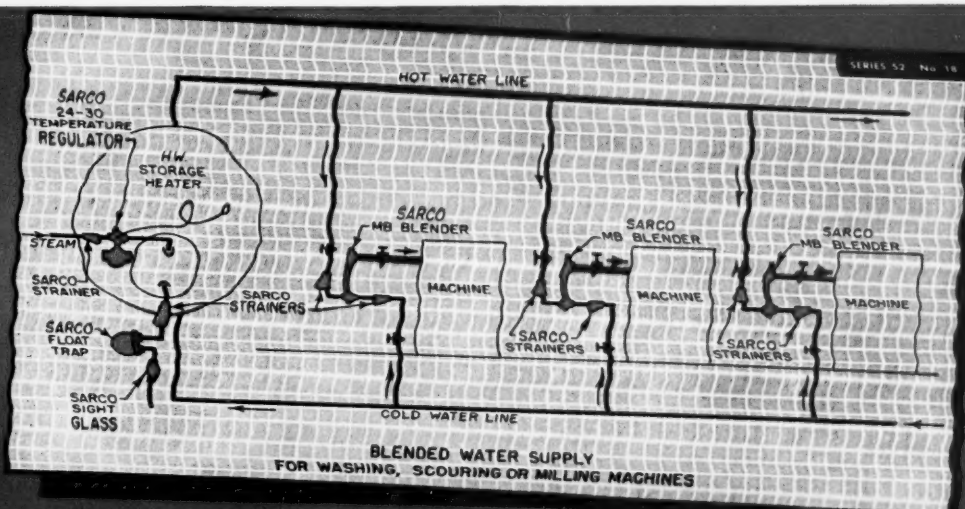 SERIES 52 No 18
HOT WATER LINE
SARCO
24-30
TEMPERATURE
REGULATOR
H.W.
STORAGE
HEATER
STEAM
SARCO
STRAINER
SARCO
FLOAT
TRAP
SARCO
SIGHT
GLASS
SARCO
STRAINERS
SARCO
MB BLENDER
MACHINE
SARCO
MB BLENDER
MACHINE
SARCO
STRAINERS
SARCO
MB BLENDER
MACHINE
SARCO
STRAINERS
COLD WATER LINE
BLENDED WATER SUPPLY
FOR WASHING, SCOURING OR MILLING MACHINES